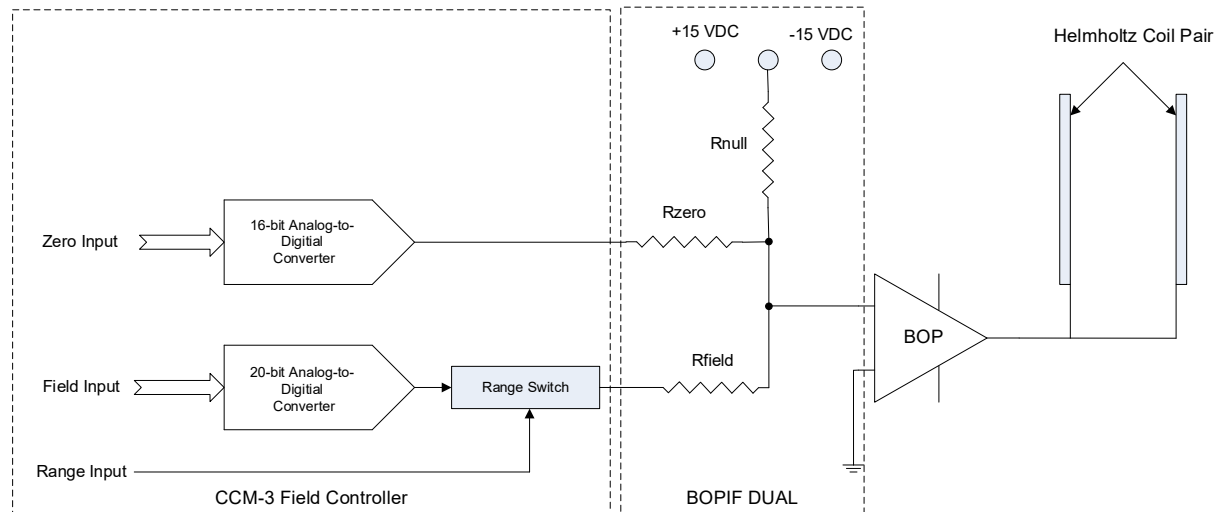 +15 VDC
-15 VDC
Helmholtz Coil Pair
Rnull
Rzero
Zero Input
16-bit Analog-to-
Digitial
Converter
BOP
Rfield
Field Input
20-bit Analog-to-
Digitial
Converter
Range Switch
Range Input
CCM-3 Field Controller
BOPIF DUAL